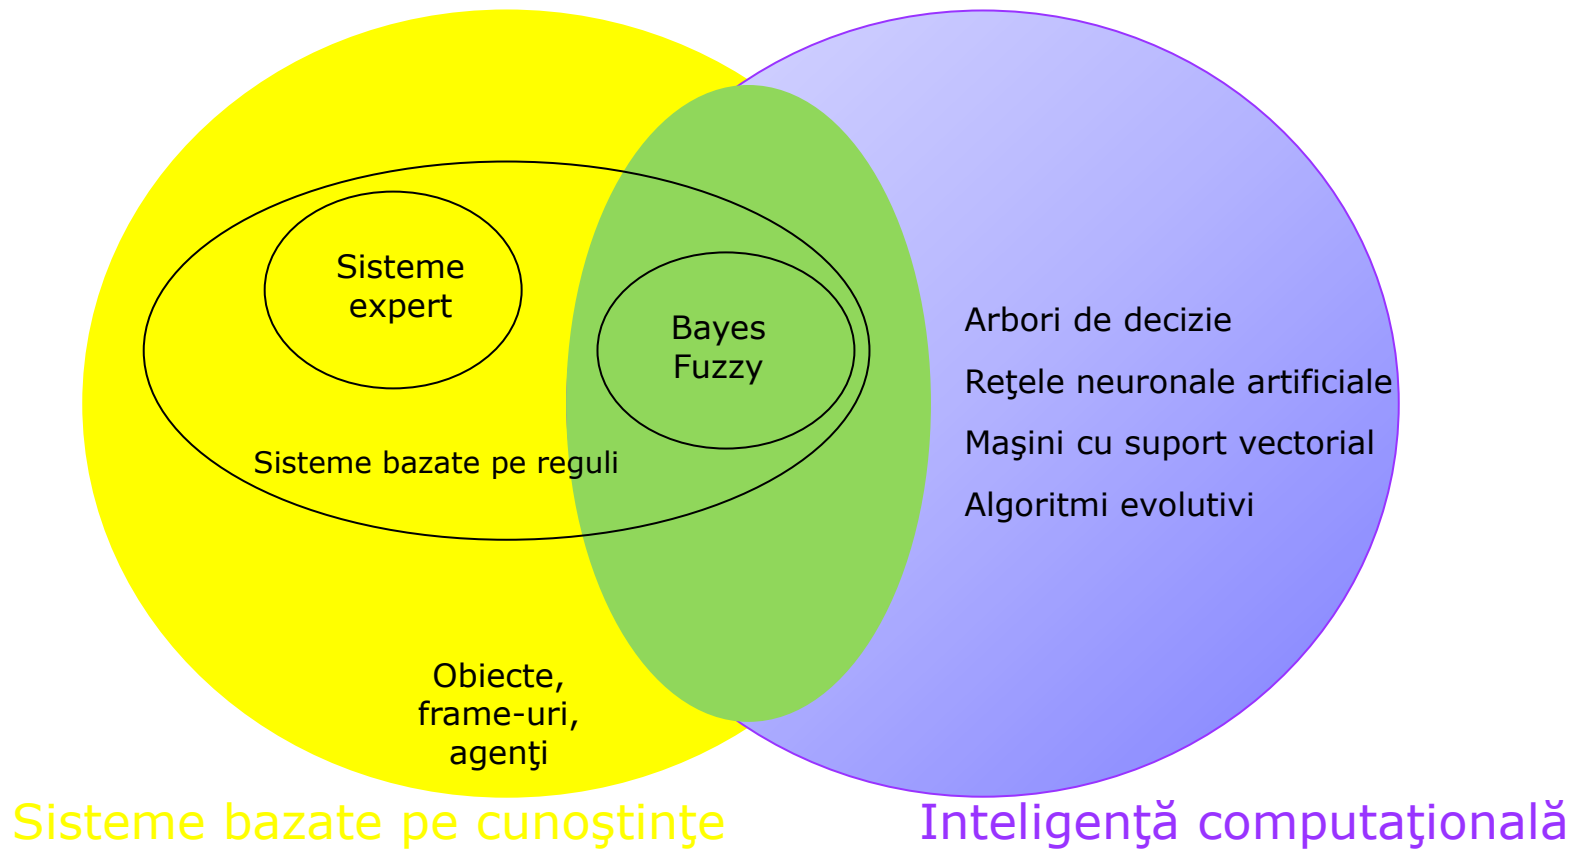 Sisteme
expert
Bayes
Fuzzy
Sisteme bazate pe reguli
Obiecte,
frame-uri,
agenţi
Arbori de decizie
Reţele neuronale artificiale
Maşini cu suport vectorial
Algoritmi evolutivi
Sisteme bazate pe cunoştinţe
Inteligenţă computaţională